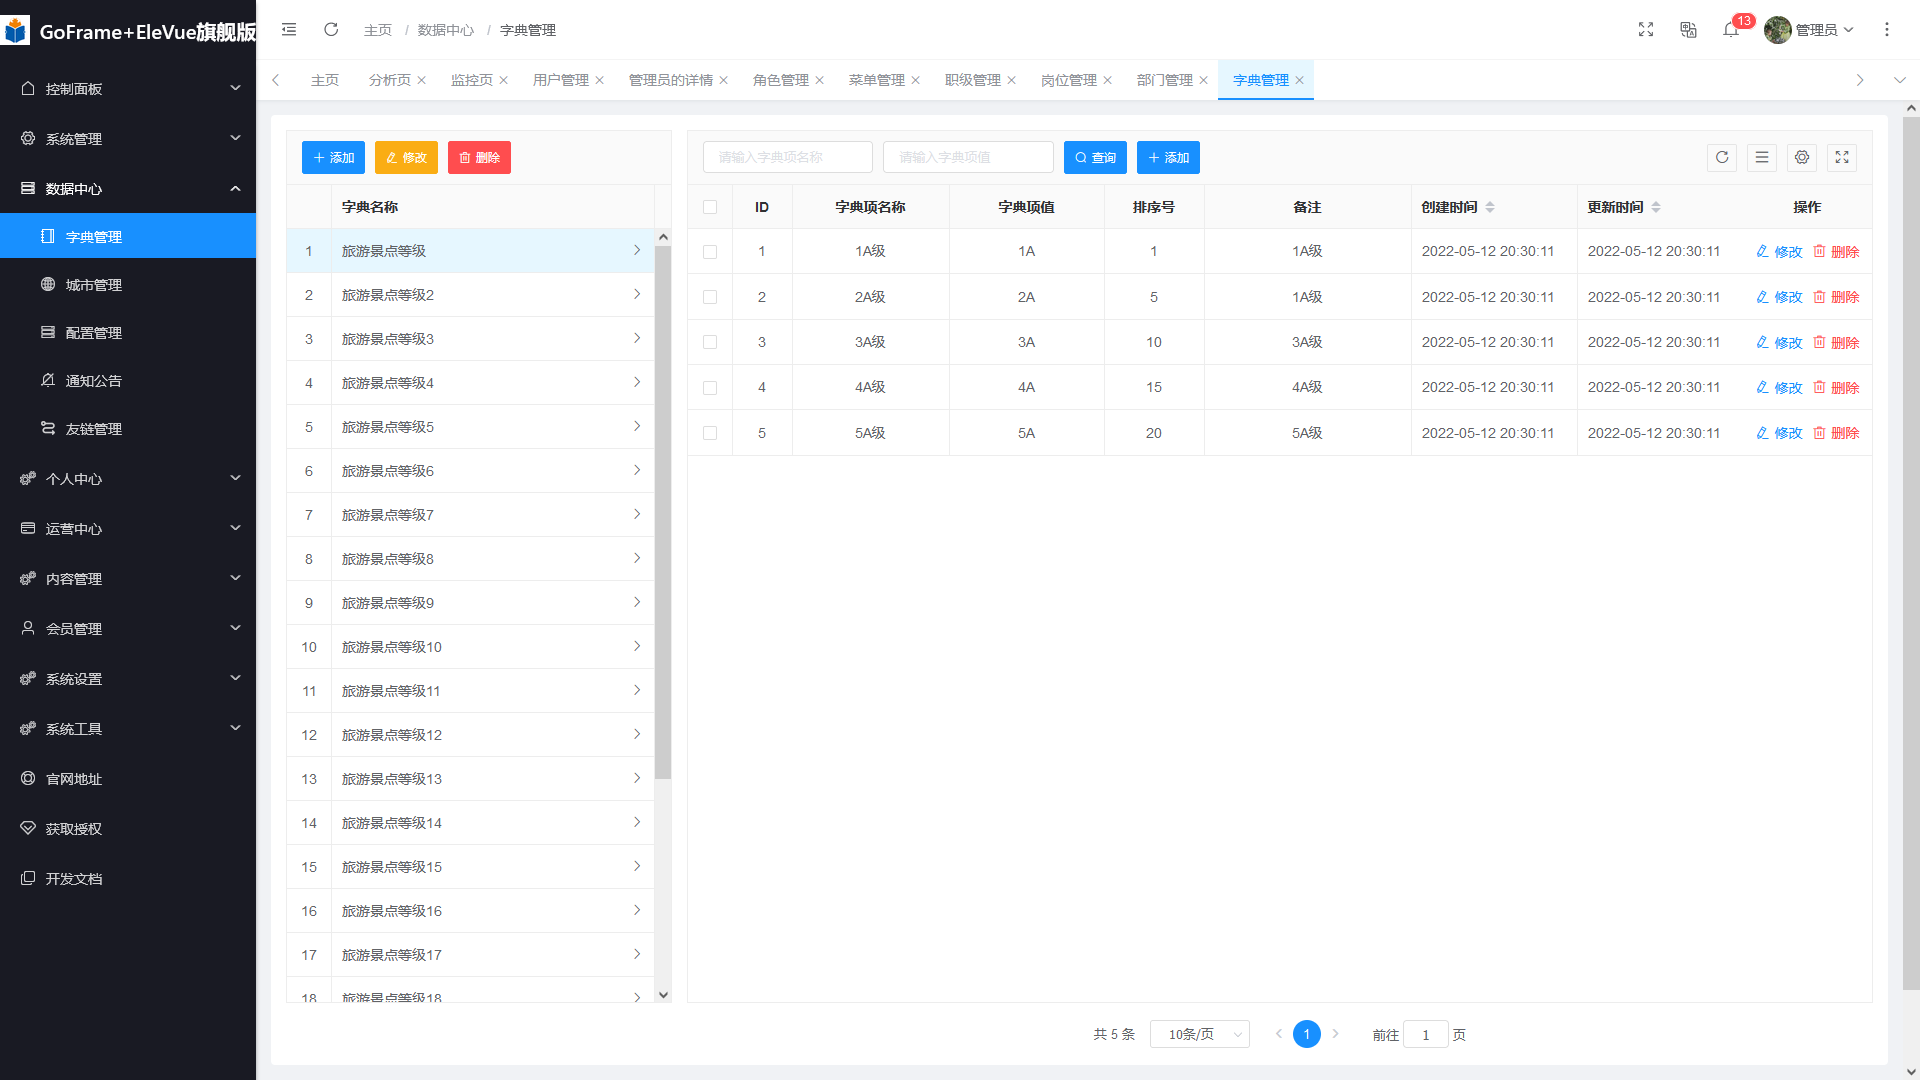 GoFrame+EleVue旗舰版
控制面板
系统管理
数据中心
字典管理
城市管理
配置管理
通知公告
友链管理
个人中心
运营中心
内容管理
会员管理
系统设置
系统工具
官网地址
获取授权
开发文档
主页 / 数据中心 / 字典管理
13 管理员
主页 分析页 监控页 用户管理 管理员的详情 角色管理 菜单管理 职级管理 岗位管理 部门管理 字典管理
添加 修改 删除
字典名称
1 旅游景点等级
2 旅游景点等级2
3 旅游景点等级3
4 旅游景点等级4
5 旅游景点等级5
6 旅游景点等级6
7 旅游景点等级7
8 旅游景点等级8
9 旅游景点等级9
10 旅游景点等级10
11 旅游景点等级11
12 旅游景点等级12
13 旅游景点等级13
14 旅游景点等级14
15 旅游景点等级15
16 旅游景点等级16
17 旅游景点等级17
18 旅游景点等级18
请输入字典项名称 请输入字典项值 查询 添加
ID 字典项名称 字典项值 排序号 备注 创建时间 更新时间 操作
1 1A级 1A 1 1A级 2022-05-12 20:30:11 2022-05-12 20:30:11 修改 删除
2 2A级 2A 5 1A级 2022-05-12 20:30:11 2022-05-12 20:30:11 修改 删除
3 3A级 3A 10 3A级 2022-05-12 20:30:11 2022-05-12 20:30:11 修改 删除
4 4A级 4A 15 4A级 2022-05-12 20:30:11 2022-05-12 20:30:11 修改 删除
5 5A级 5A 20 5A级 2022-05-12 20:30:11 2022-05-12 20:30:11 修改 删除
共 5 条 10条/页 1 前往 1 页